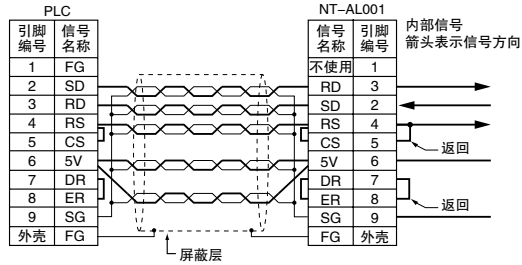 PLC
NT-AL001
内部信号
箭头表示信号方向
引脚编号 信号名称
信号名称 引脚编号
1 FG
不使用 1
2 SD
RD 3
3 RD
SD 2
4 RS
RS 4
5 CS
CS 5
返回
6 5V
5V 6
7 DR
DR 7
8 ER
ER 8
返回
9 SG
SG 9
外壳 FG
FG 外壳
屏蔽层